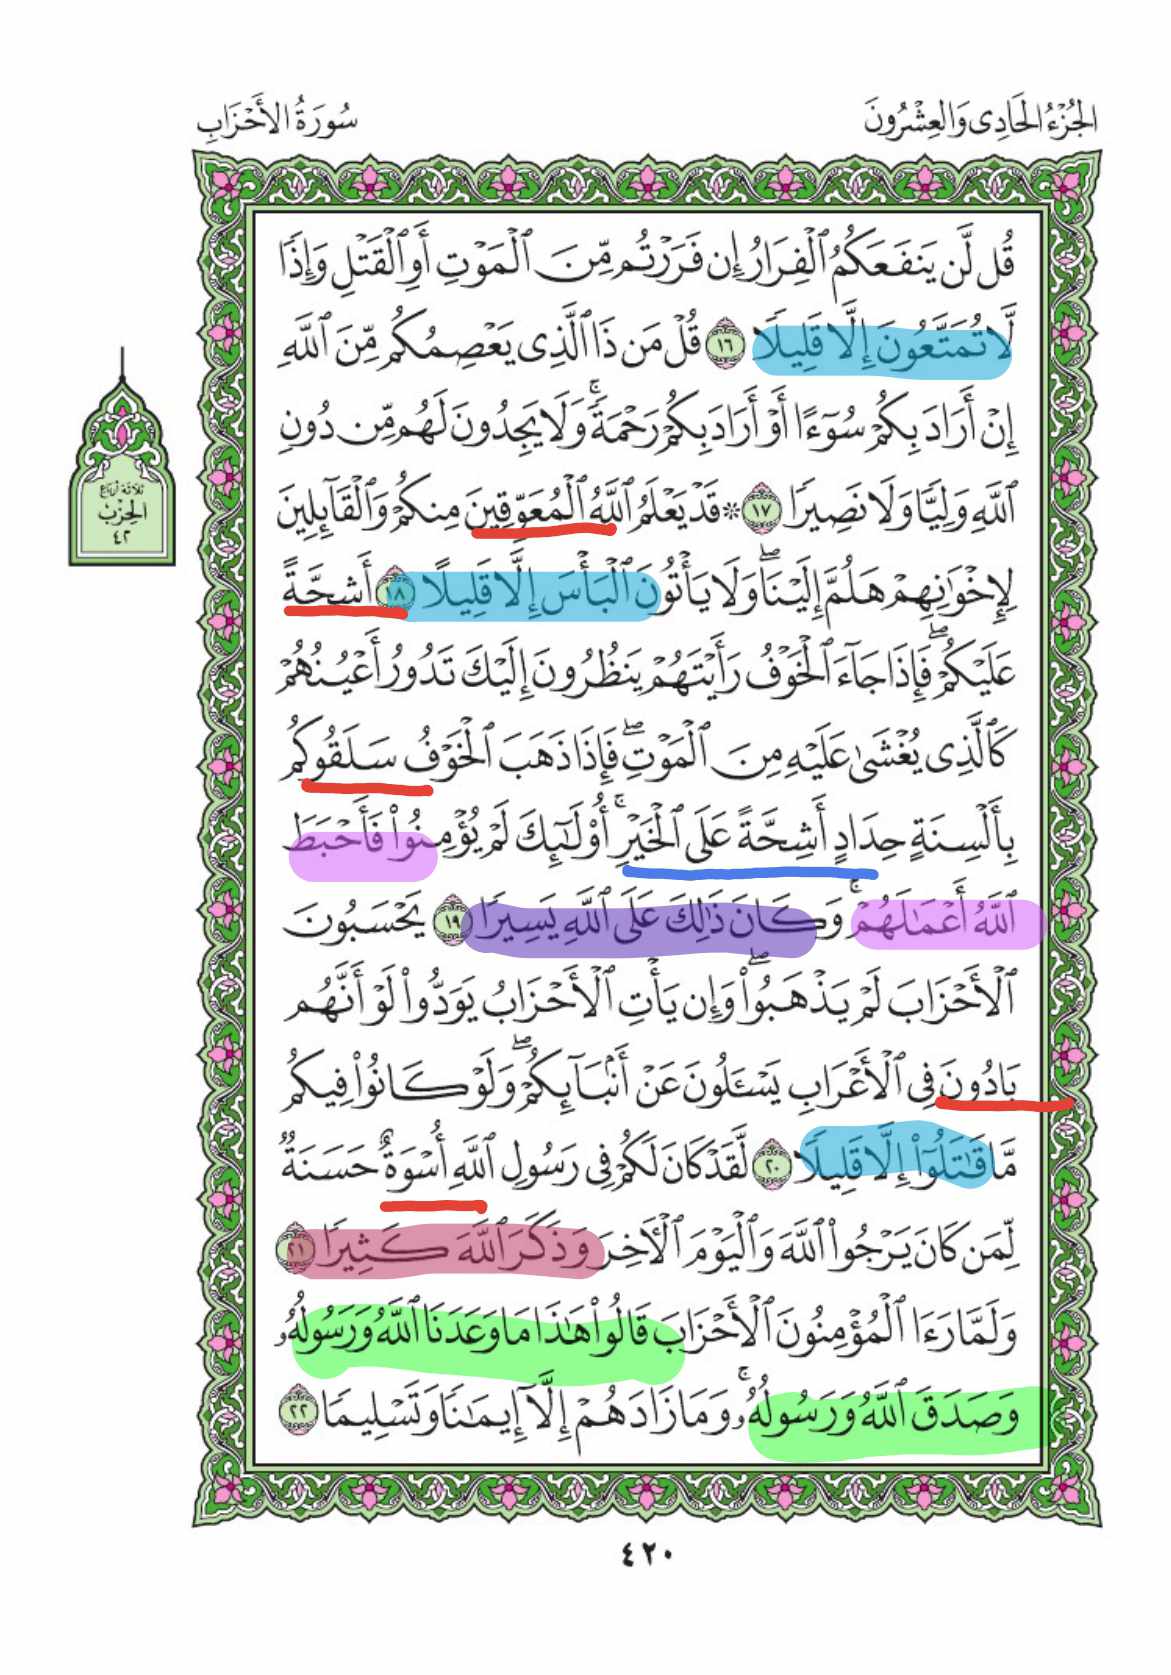 الجُزْءُ الحَادِى وَالعِشْرُونَ
سُورَةُ الأَحْزَابِ
قُل لَّن يَنفَعَكُمُ ٱلْفِرَارُ إِن فَرَرْتُم مِّنَ ٱلْمَوْتِ أَوِ ٱلْقَتْلِ وَإِذًا
لَّا تُمَتَّعُونَ إِلَّا قَلِيلًا ١٦ قُلْ مَن ذَا ٱلَّذِى يَعْصِمُكُم مِّنَ ٱللَّهِ
إِنْ أَرَادَ بِكُمْ سُوٓءًا أَوْ أَرَادَ بِكُمْ رَحْمَةً ۚ وَلَا يَجِدُونَ لَهُم مِّن دُونِ
ٱللَّهِ وَلِيًّا وَلَا نَصِيرًا ١٧ ۞ قَدْ يَعْلَمُ ٱللَّهُ ٱلْمُعَوِّقِينَ مِنكُمْ وَٱلْقَآئِلِينَ
لِإِخْوَٰنِهِمْ هَلُمَّ إِلَيْنَا ۖ وَلَا يَأْتُونَ ٱلْبَأْسَ إِلَّا قَلِيلًا ١٨ أَشِحَّةً
عَلَيْكُمْ ۖ فَإِذَا جَآءَ ٱلْخَوْفُ رَأَيْتَهُمْ يَنظُرُونَ إِلَيْكَ تَدُورُ أَعْيُنُهُمْ
كَٱلَّذِى يُغْشَىٰ عَلَيْهِ مِنَ ٱلْمَوْتِ ۖ فَإِذَا ذَهَبَ ٱلْخَوْفُ سَلَقُوكُم
بِأَلْسِنَةٍ حِدَادٍ أَشِحَّةً عَلَى ٱلْخَيْرِ ۚ أُو۟لَٰٓئِكَ لَمْ يُؤْمِنُوا۟ فَأَحْبَطَ
ٱللَّهُ أَعْمَٰلَهُمْ ۚ وَكَانَ ذَٰلِكَ عَلَى ٱللَّهِ يَسِيرًا ١٩ يَحْسَبُونَ
ٱلْأَحْزَابَ لَمْ يَذْهَبُوا۟ ۖ وَإِن يَأْتِ ٱلْأَحْزَابُ يَوَدُّوا۟ لَوْ أَنَّهُم
بَادُونَ فِى ٱلْأَعْرَابِ يَسْـَٔلُونَ عَنْ أَنۢبَآئِكُمْ ۖ وَلَوْ كَانُوا۟ فِيكُم
مَّا قَٰتَلُوٓا۟ إِلَّا قَلِيلًا ٢٠ لَّقَدْ كَانَ لَكُمْ فِى رَسُولِ ٱللَّهِ أُسْوَةٌ حَسَنَةٌ
لِّمَن كَانَ يَرْجُوا۟ ٱللَّهَ وَٱلْيَوْمَ ٱلْـَٔاخِرَ وَذَكَرَ ٱللَّهَ كَثِيرًا ٢١
وَلَمَّا رَءَا ٱلْمُؤْمِنُونَ ٱلْأَحْزَابَ قَالُوا۟ هَٰذَا مَا وَعَدَنَا ٱللَّهُ وَرَسُولُهُۥ
وَصَدَقَ ٱللَّهُ وَرَسُولُهُۥ ۚ وَمَا زَادَهُمْ إِلَّآ إِيمَٰنًا وَتَسْلِيمًا ٢٢
ثلاثة أرباع
الحِزْب
٤٢
٤٢٠